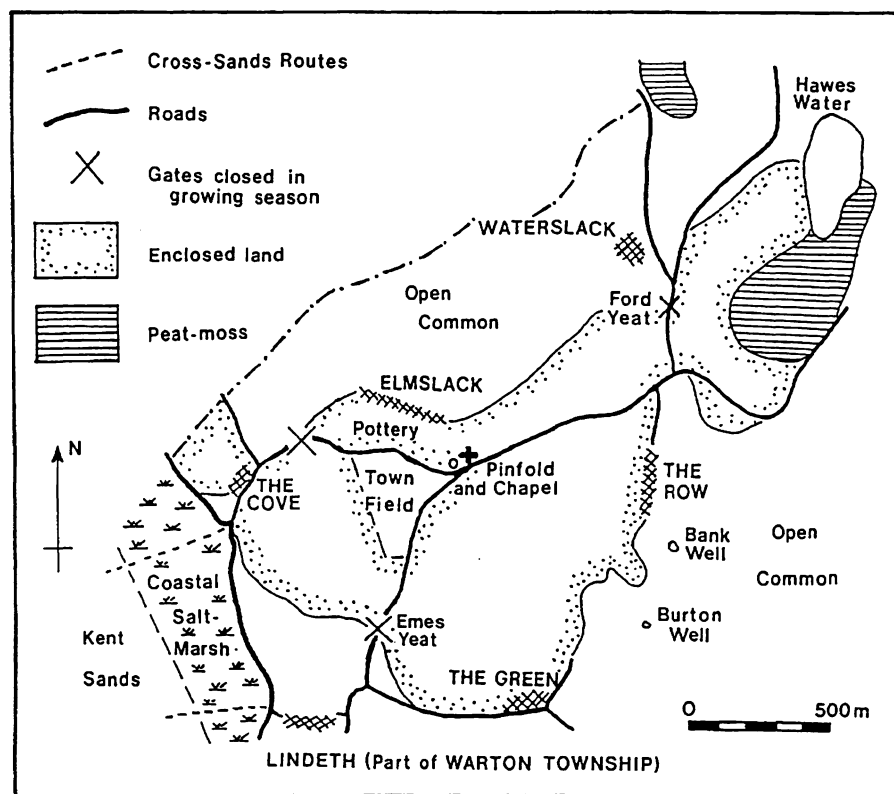 Cross-Sands Routes
Roads
Gates closed in
growing season
Enclosed land
Peat-moss
N
Hawes
Water
WATERSLACK
Open
Common
Ford
Yeat
ELMSLACK
Pottery
Town
Field
Pinfold
and Chapel
THE
COVE
THE
ROW
Bank
Well
Open
Common
Burton
Well
Coastal
Salt-
Marsh
Kent
Sands
Emes
Yeat
THE GREEN
0 500m
LINDETH (Part of WARTON TOWNSHIP)